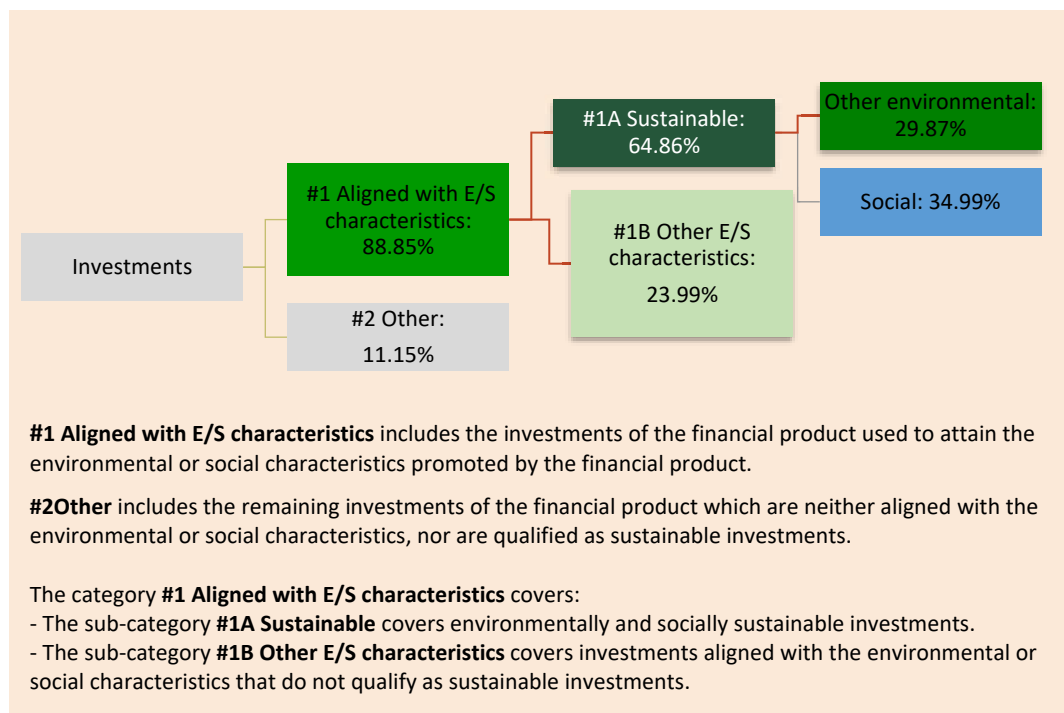 Investments
#1 Aligned with E/S
characteristics:
88.85%
#2 Other:
11.15%
#1A Sustainable:
64.86%
#1B Other E/S
characteristics:
23.99%
Other environmental:
29.87%
Social: 34.99%
#1 Aligned with E/S characteristics includes the investments of the financial product used to attain the
environmental or social characteristics promoted by the financial product.
#2Other includes the remaining investments of the financial product which are neither aligned with the
environmental or social characteristics, nor are qualified as sustainable investments.
The category #1 Aligned with E/S characteristics covers:
- The sub-category #1A Sustainable covers environmentally and socially sustainable investments.
- The sub-category #1B Other E/S characteristics covers investments aligned with the environmental or
social characteristics that do not qualify as sustainable investments.